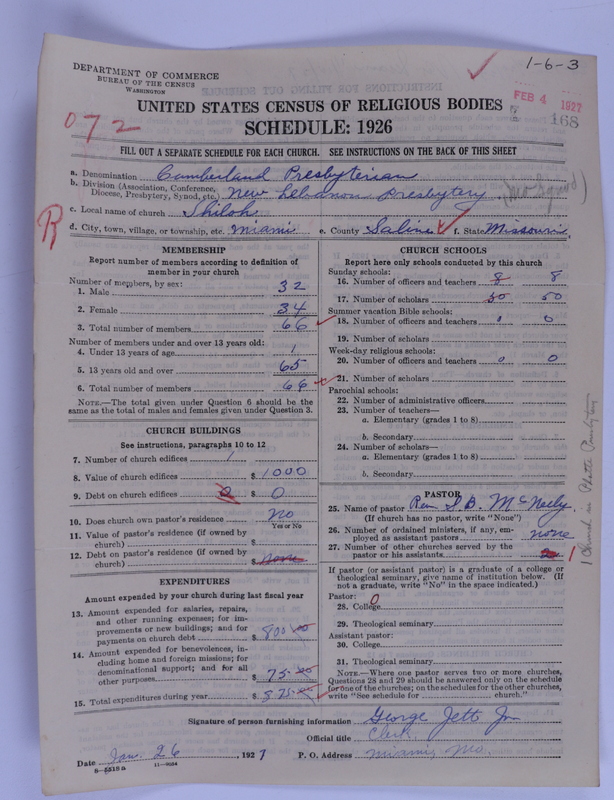 1-6-3
DEPARTMENT OF COMMERCE
BUREAU OF THE CENSUS
WASHINGTON
FEB 4 1927
168
UNITED STATES CENSUS OF RELIGIOUS BODIES
SCHEDULE: 1926
072
FILL OUT A SEPARATE SCHEDULE FOR EACH CHURCH. SEE INSTRUCTIONS ON THE BACK OF THIS SHEET
a. Denomination Cumberland Presbyterian
b. Division (Association, Conference, Diocese, Presbytery, Synod, etc.) New Lebanon Presbytery (Mo Synod)
c. Local name of church Shiloh
R
d. City, town, village, or township, etc. Miami e. County Saline f. State Missouri
MEMBERSHIP
Report number of members according to definition of
member in your church
Number of members, by sex:
1. Male 32
2. Female 34
3. Total number of members 66
Number of members under and over 13 years old:
4. Under 13 years of age 1
5. 13 years old and over 65
6. Total number of members 66
NOTE.—The total given under Question 6 should be the
same as the total of males and females given under Question 3.
CHURCH BUILDINGS
See instructions, paragraphs 10 to 12
7. Number of church edifices 1
8. Value of church edifices $ 1000
9. Debt on church edifices 0 $ 0
10. Does church own pastor's residence No
Yes or No
11. Value of pastor's residence (if owned by
church) $
12. Debt on pastor's residence (if owned by
church) $ None
EXPENDITURES
Amount expended by your church during last fiscal year
13. Amount expended for salaries, repairs,
and other running expenses; for im-
provements or new buildings; and for
payments on church debt $ 800.00
14. Amount expended for benevolences, in-
cluding home and foreign missions; for
denominational support; and for all
other purposes $ 75.00
15. Total expenditures during year $ 875.00
CHURCH SCHOOLS
Report here only schools conducted by this church
Sunday schools:
16. Number of officers and teachers 8 8
17. Number of scholars 50 50
Summer vacation Bible schools:
18. Number of officers and teachers 0 0
19. Number of scholars
Week-day religious schools:
20. Number of officers and teachers 0 0
21. Number of scholars
Parochial schools:
22. Number of administrative officers
23. Number of teachers—
a. Elementary (grades 1 to 8)
b. Secondary
24. Number of scholars—
a. Elementary (grades 1 to 8)
b. Secondary
PASTOR
25. Name of pastor Rev McNeely
(If church has no pastor, write "None")
26. Number of ordained ministers, if any, em-
ployed as assistant pastors none
27. Number of other churches served by the
pastor or his assistants 2 1
If pastor (or assistant pastor) is a graduate of a college or
theological seminary, give name of institution below. (If
not a graduate, write "No" in the space indicated.)
Pastor:
28. College 0
29. Theological seminary
Assistant pastor:
30. College
31. Theological seminary
NOTE.—Where one pastor serves two or more churches,
Questions 28 and 29 should be answered only on the schedule
for one of the churches; on the schedules for the other churches,
write "See schedule for church."
1 Church in Platte Presbytery
Signature of person furnishing information George Jett Jr
Official title Clerk
Date Jan. 26, 1927 P. O. Address Miami, Mo.
8-5518a 11-9024